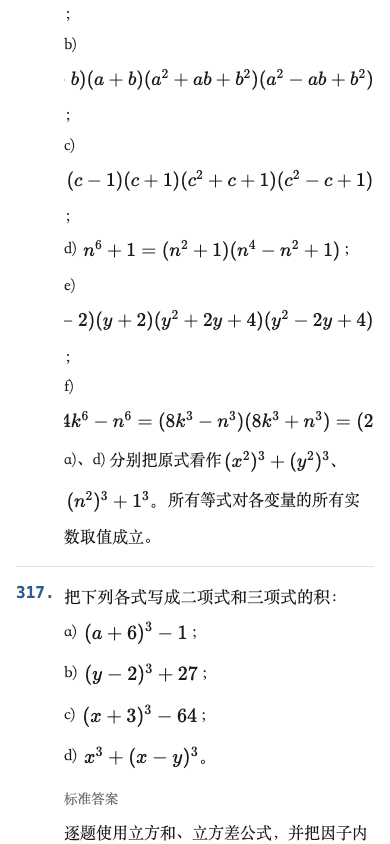 ;
b)
b)(a + b)(a² + ab + b²)(a² − ab + b²)
;
c)
(c − 1)(c + 1)(c² + c + 1)(c² − c + 1)
;
d) n⁶ + 1 = (n² + 1)(n⁴ − n² + 1) ;
e)
− 2)(y + 2)(y² + 2y + 4)(y² − 2y + 4)
;
f)
4k⁶ − n⁶ = (8k³ − n³)(8k³ + n³) = (2
a)、d) 分别把原式看作 (x²)³ + (y²)³、
(n²)³ + 1³。所有等式对各变量的所有实
数取值成立。
317. 把下列各式写成二项式和三项式的积：
a) (a + 6)³ − 1 ;
b) (y − 2)³ + 27 ;
c) (x + 3)³ − 64 ;
d) x³ + (x − y)³。
标准答案
逐题使用立方和、立方差公式，并把因子内